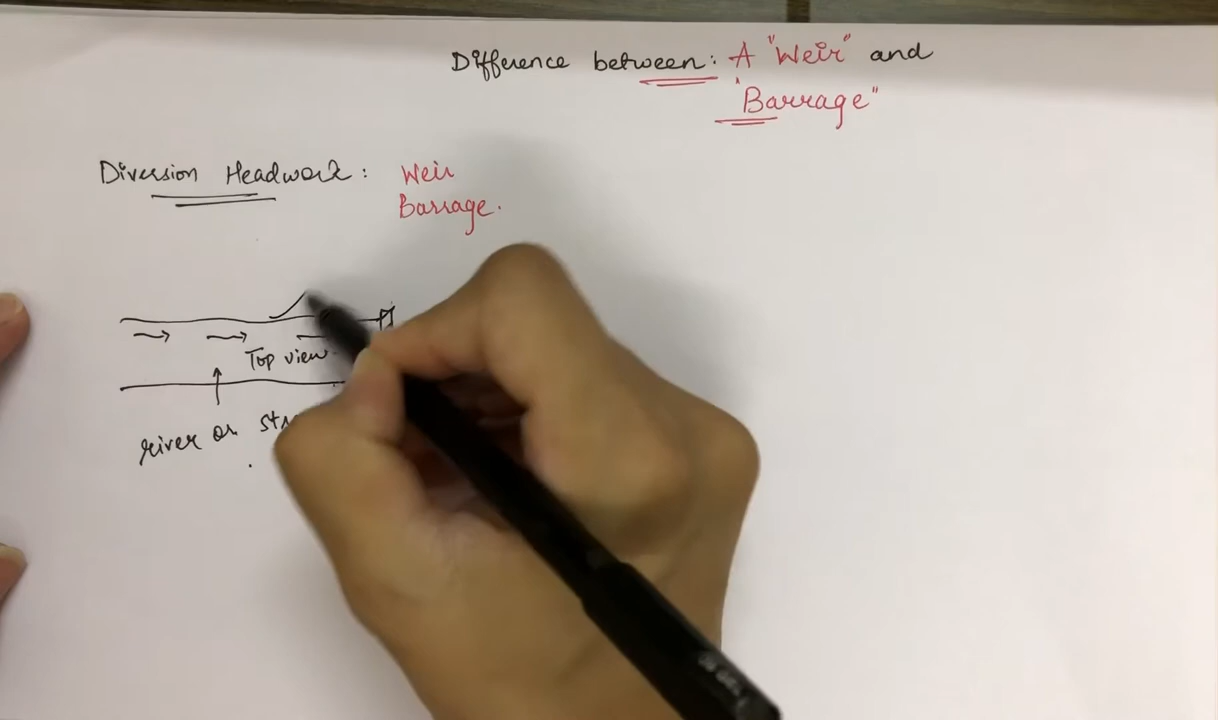 Difference between: A "Weir" and
"Barrage"
Diversion Headwork: Weir
Barrage.
Top view
river or